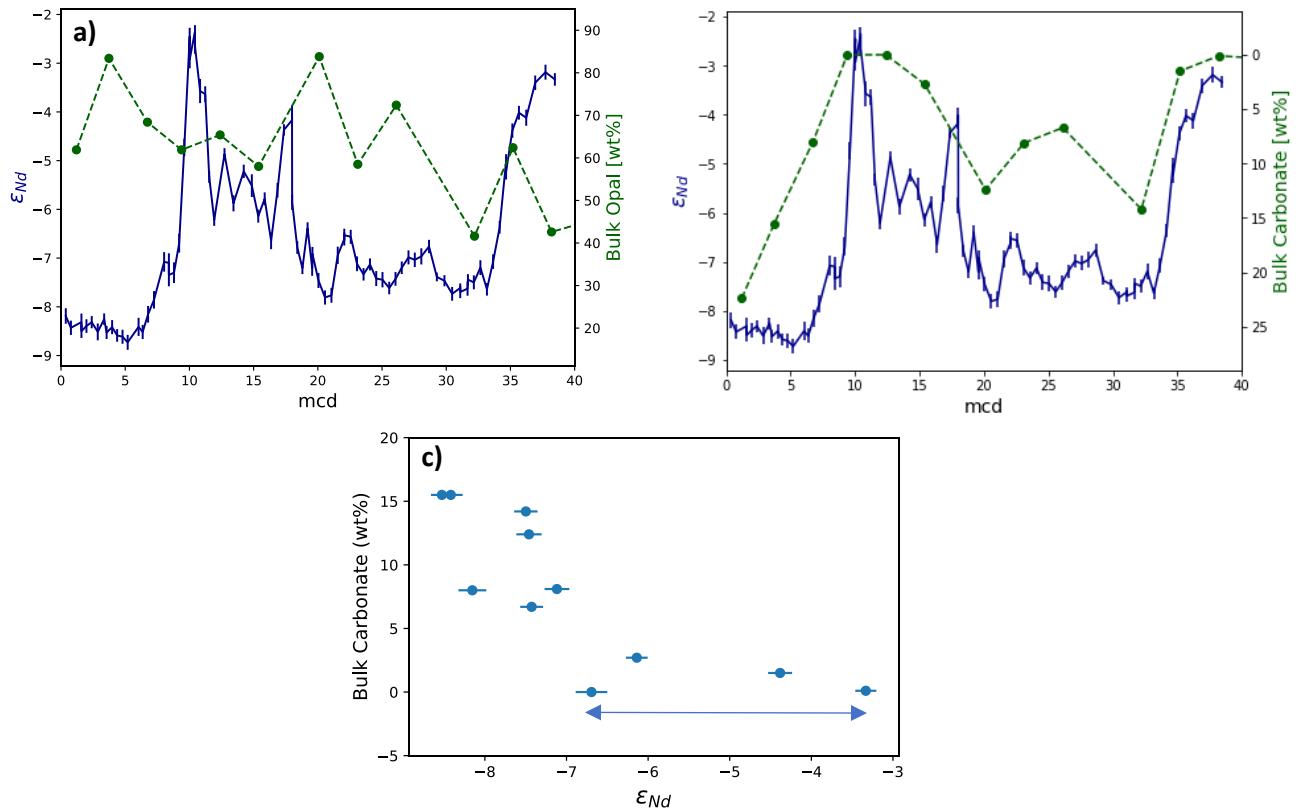 a)
−2
−3
−4
−5
−6
−7
−8
−9
εNd
0 5 10 15 20 25 30 35 40
mcd
90
80
70
60
50
40
30
20
Bulk Opal [wt%]
−2
−3
−4
−5
−6
−7
−8
−9
εNd
0 5 10 15 20 25 30 35 40
mcd
0
5
10
15
20
25
Bulk Carbonate [wt%]
c)
20
15
10
5
0
−5
Bulk Carbonate (wt%)
−8 −7 −6 −5 −4 −3
εNd